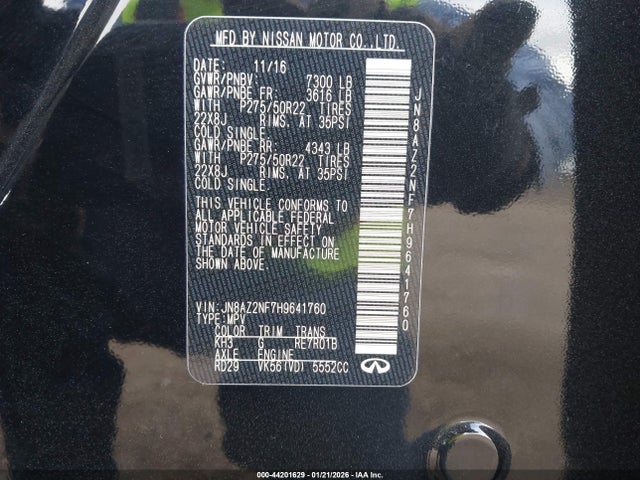 MFD BY NISSAN MOTOR CO.,LTD.
DATE: 11/16
GVWR/PNBV: 7300 LB
GAWR/PNBE FR: 3616 LB
WITH P275/50R22 TIRES
22X8J RIMS. AT 35PSI
COLD SINGLE.
GAWR/PNBE RR: 4343 LB
WITH P275/50R22 TIRES
22X8J RIMS. AT 35PSI
COLD SINGLE.
THIS VEHICLE CONFORMS TO
ALL APPLICABLE FEDERAL
MOTOR VEHICLE SAFETY
STANDARDS IN EFFECT ON
THE DATE OF MANUFACTURE
SHOWN ABOVE.
VIN: JN8AZ2NF7H9641760
TYPE: MPV
COLOR TRIM TRANS
KH3 G RE7R01B
AXLE ENGINE
RD29 VK56(VD) 5552CC
JN8AZ2NF7H9641760
000-44201629 - 01/21/2026 - IAA Inc.